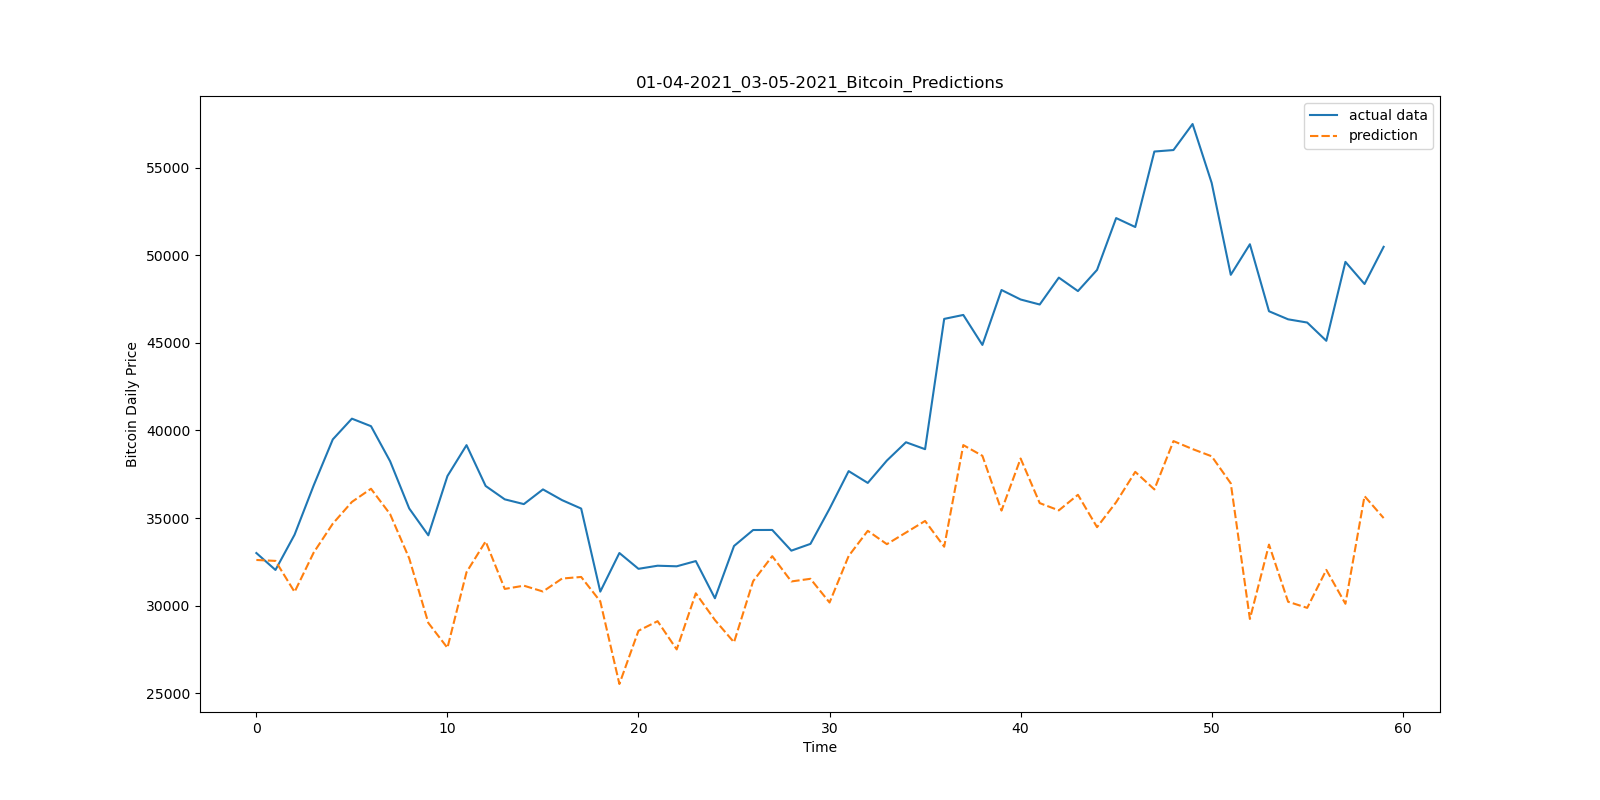 01-04-2021_03-05-2021_Bitcoin_Predictions
actual data
prediction
55000
50000
45000
40000
35000
30000
25000
Bitcoin Daily Price
0 10 20 30 40 50 60
Time